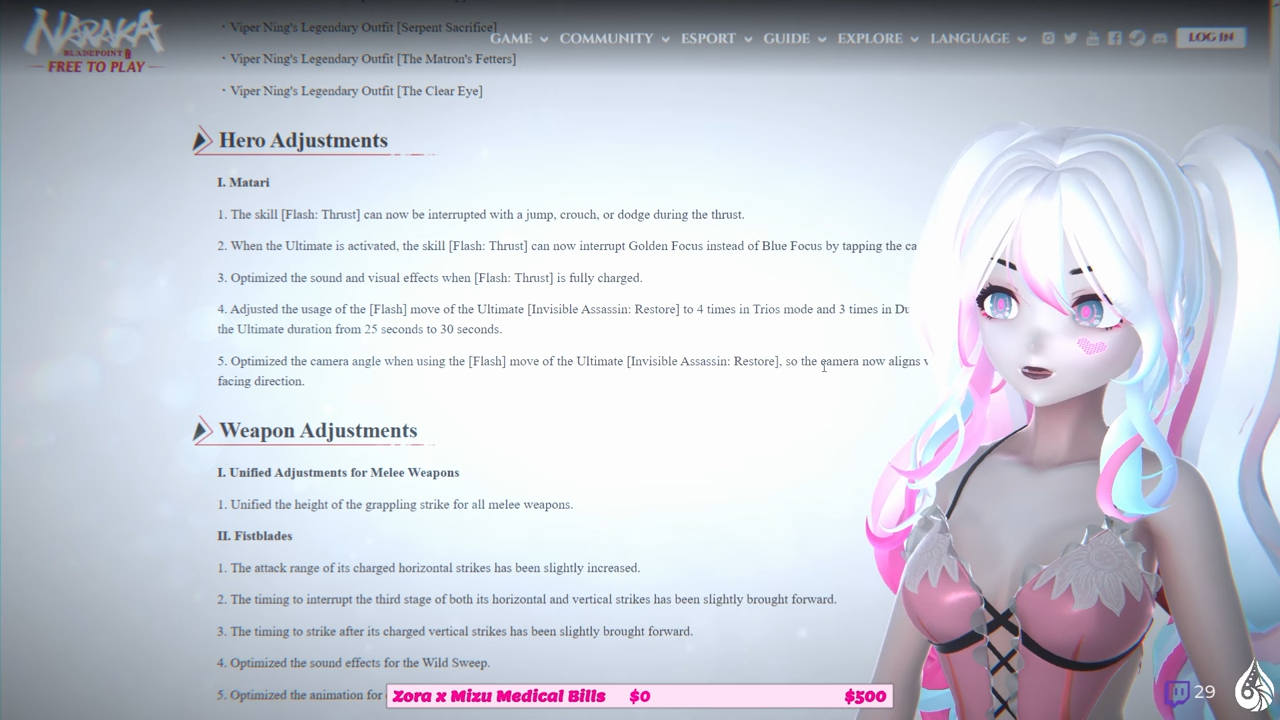 NARAKA
BLADEPOINT
FREE TO PLAY
GAME COMMUNITY ESPORT GUIDE EXPLORE LANGUAGE LOG IN
· Viper Ning's Legendary Outfit [Serpent Sacrifice]
· Viper Ning's Legendary Outfit [The Matron's Fetters]
· Viper Ning's Legendary Outfit [The Clear Eye]
Hero Adjustments
I. Matari
1. The skill [Flash: Thrust] can now be interrupted with a jump, crouch, or dodge during the thrust.
2. When the Ultimate is activated, the skill [Flash: Thrust] can now interrupt Golden Focus instead of Blue Focus by tapping the ca
3. Optimized the sound and visual effects when [Flash: Thrust] is fully charged.
4. Adjusted the usage of the [Flash] move of the Ultimate [Invisible Assassin: Restore] to 4 times in Trios mode and 3 times in Du
the Ultimate duration from 25 seconds to 30 seconds.
5. Optimized the camera angle when using the [Flash] move of the Ultimate [Invisible Assassin: Restore], so the camera now aligns
facing direction.
Weapon Adjustments
I. Unified Adjustments for Melee Weapons
1. Unified the height of the grappling strike for all melee weapons.
II. Fistblades
1. The attack range of its charged horizontal strikes has been slightly increased.
2. The timing to interrupt the third stage of both its horizontal and vertical strikes has been slightly brought forward.
3. The timing to strike after its charged vertical strikes has been slightly brought forward.
4. Optimized the sound effects for the Wild Sweep.
5. Optimized the animation for
Zora x Mizu Medical Bills $0 $500
29